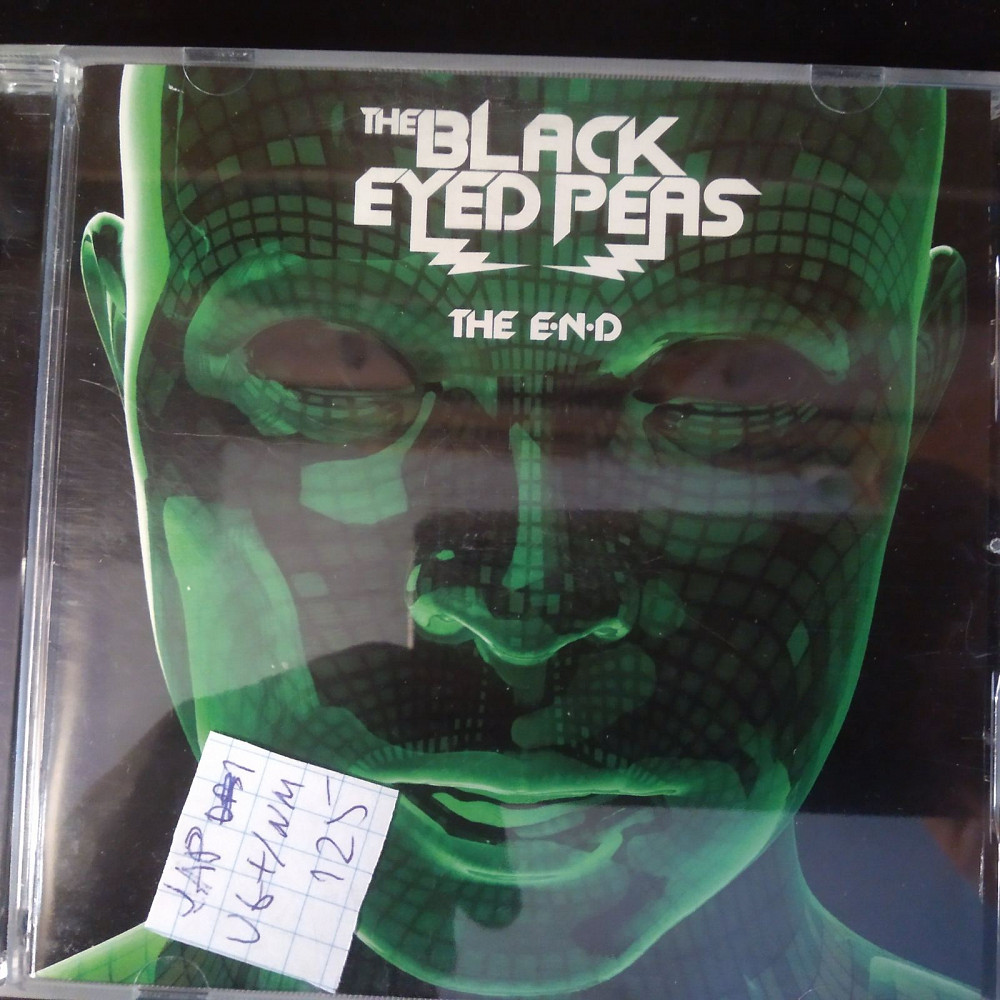 THE BLACK
EYED PEAS
THE E·N·D
JAP
VG+/NM
125